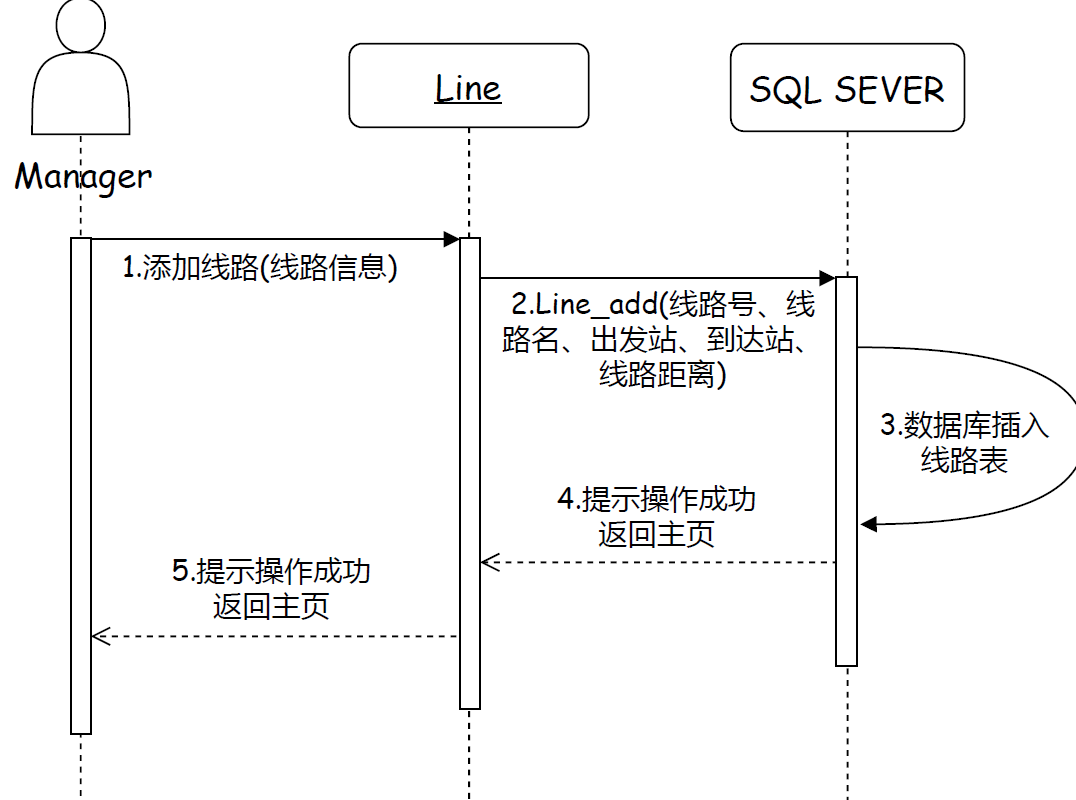 Line
SQL SEVER
Manager
1.添加线路(线路信息)
2.Line_add(线路号、线
路名、出发站、到达站、
线路距离)
3.数据库插入
线路表
4.提示操作成功
返回主页
5.提示操作成功
返回主页